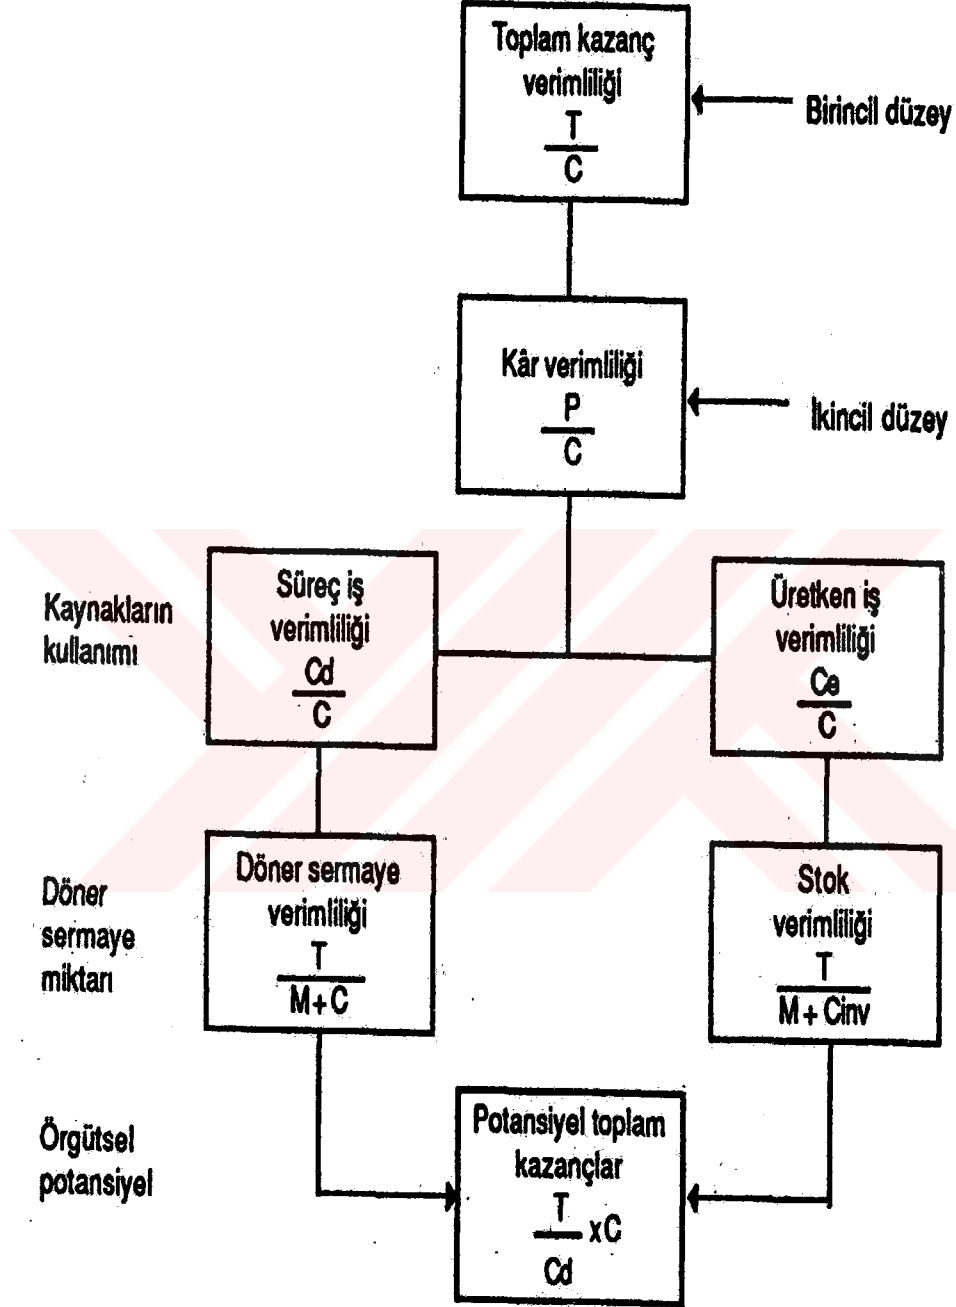 Toplam kazanç
verimliliği
T
C
Birincil düzey
Kâr verimliliği
P
C
İkincil düzey
Kaynakların
kullanımı
Süreç iş
verimliliği
Cd
C
Üretken iş
verimliliği
Ce
C
Döner
sermaye
miktarı
Döner sermaye
verimliliği
T
M + C
Stok
verimliliği
T
M + Cinv
Örgütsel
potansiyel
Potansiyel toplam
kazançlar
T
x C
Cd